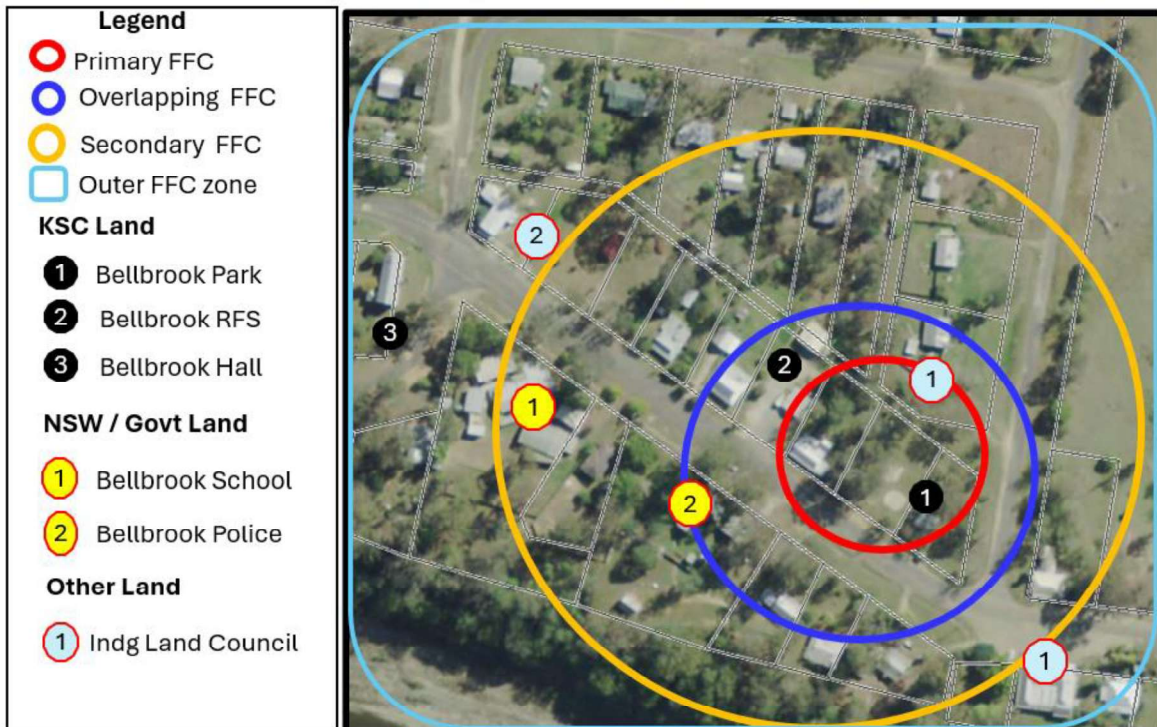 Legend
Primary FFC
Overlapping FFC
Secondary FFC
Outer FFC zone
KSC Land
1 Bellbrook Park
2 Bellbrook RFS
3 Bellbrook Hall
NSW / Govt Land
1 Bellbrook School
2 Bellbrook Police
Other Land
1 Indg Land Council
2
3
2
1
1
2
1
1